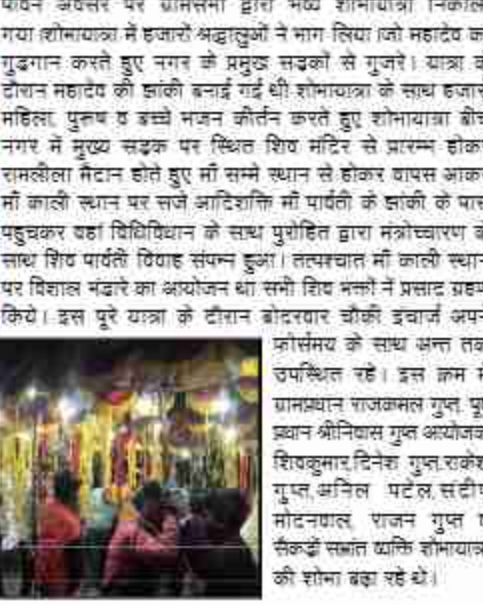 पावन अवसर पर ग्रामसभा द्वारा भव्य शोभायात्रा निकाल
गया।शोभायात्रा में हजारों श्रद्धालुओं ने भाग लिया।जो महादेव का
गुडगान करते हुए नगर के प्रमुख सडकों से गुजरे। यात्रा के
दौरान महादेव की झांकी बनाई गई थी शोभायात्रा के साथ हजार
महिला, पुरूष व बच्चे भजन कीर्तन करते हुए शोभायात्रा बीच
नगर में मुख्य सडक पर स्थित शिव मंदिर से प्रारम्भ होकर
रामलीला मैदान होते हुए माँ सम्मे स्थान से होकर वापस आकर
माँ काली स्थान पर सजे आदिशक्ति माँ पार्वती के झांकी के पास
पहुचकर वहां विधिविधान के साथ पुरोहित द्वारा मंत्रोच्चारण के
साथ शिव पार्वती विवाह संपन्न हुआ। तत्पश्चात माँ काली स्थान
पर विशाल भंडारे का आयोजन था सभी शिव भक्तों नें प्रसाद ग्रहण
किये। इस पूरे यात्रा के दौरान बोदरवार चौकी इंचार्ज अपन
फोर्समय के साथ अन्त तक
उपस्थित रहे। इस क्रम में
ग्रामप्रधान राजकमल गुप्त, पू
प्रधान श्रीनिवास गुप्त आयोजक
शिवकुमार,दिनेश गुप्त,राकेश
गुप्त,अनिल पटेल,संदीप
मोदनवाल, राजन गुप्त ए
सैकडों सभ्रांत व्यक्ति शोभायात्रा
की शोभा बढ़ा रहे थे।